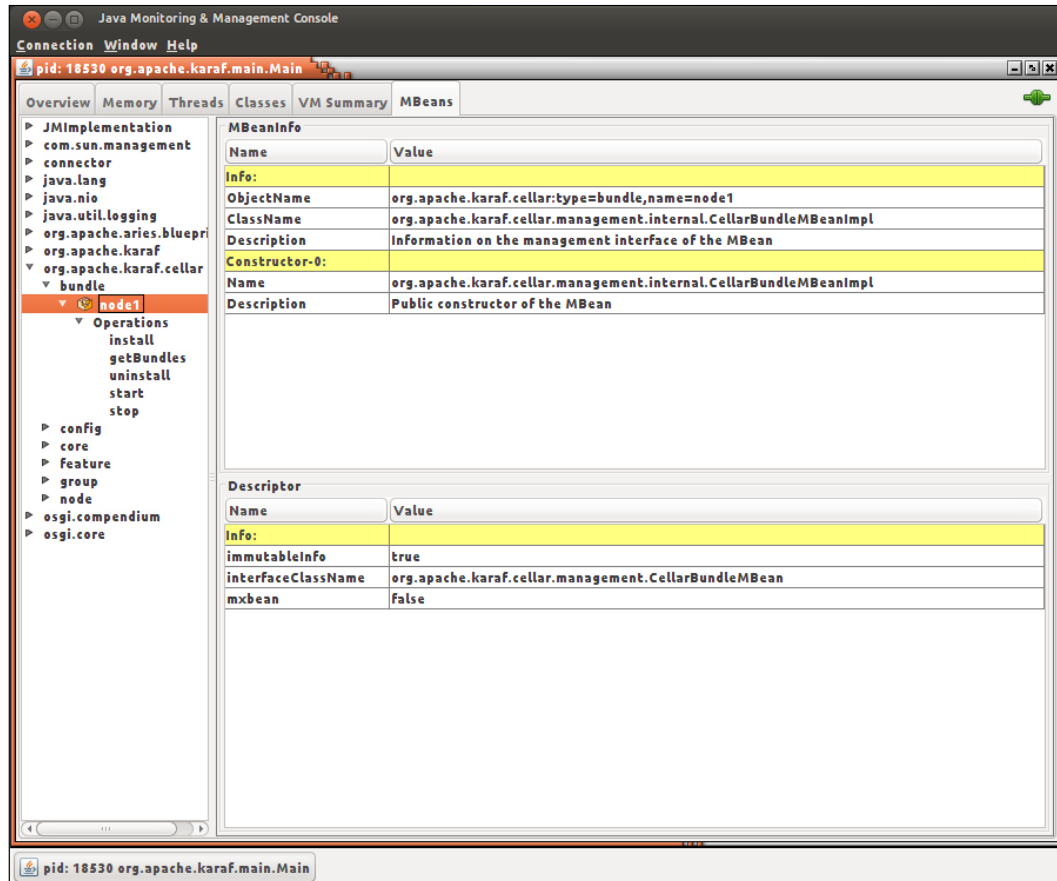 Java Monitoring & Management Console
Connection Window Help
pid: 18530 org.apache.karaf.main.Main
Overview Memory Threads Classes VM Summary MBeans
JMImplementation
com.sun.management
connector
java.lang
java.nio
java.util.logging
org.apache.aries.bluepri
org.apache.karaf
org.apache.karaf.cellar
bundle
node1
Operations
install
getBundles
uninstall
start
stop
config
core
feature
group
node
osgi.compendium
osgi.core
MBeanInfo
Name Value
Info:
ObjectName org.apache.karaf.cellar:type=bundle,name=node1
ClassName org.apache.karaf.cellar.management.internal.CellarBundleMBeanImpl
Description Information on the management interface of the MBean
Constructor-0:
Name org.apache.karaf.cellar.management.internal.CellarBundleMBeanImpl
Description Public constructor of the MBean
Descriptor
Name Value
Info:
immutableInfo true
interfaceClassName org.apache.karaf.cellar.management.CellarBundleMBean
mxbean false
pid: 18530 org.apache.karaf.main.Main